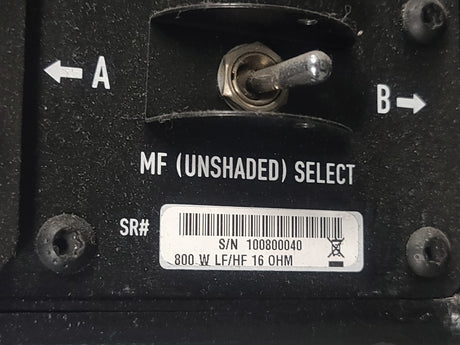 ← A
B →
MF (UNSHADED) SELECT
SR#
S/N 100800040
800 W LF/HF 16 OHM